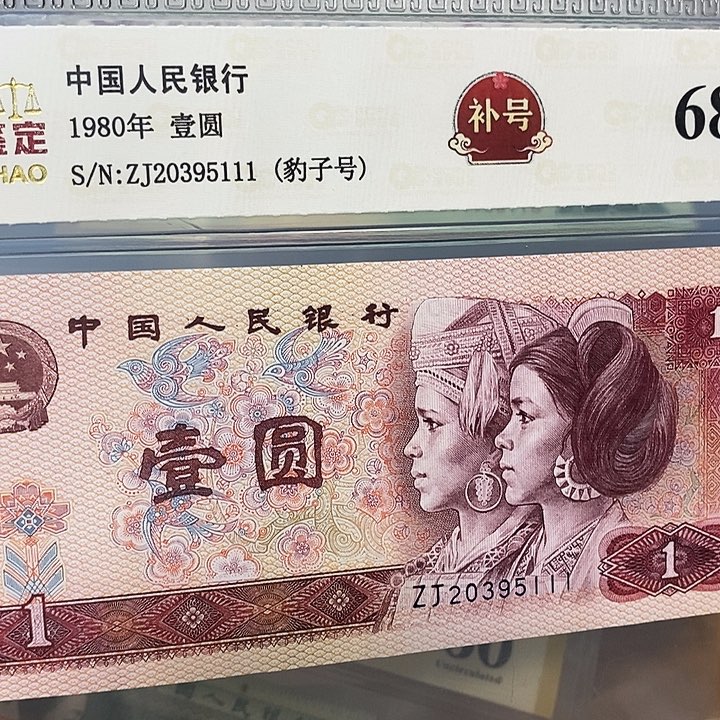 中国人民银行
1980年 壹圆
S/N:ZJ20395111 (豹子号)
补号
68
鉴定
HAO
中国人民银行
壹圆
1
ZJ20395111
1
1
Uncirculated